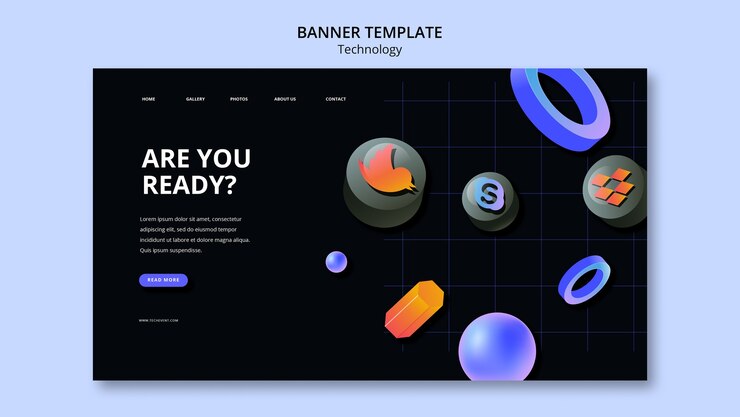 BANNER TEMPLATE
Technology
HOME GALLERY PHOTOS ABOUT US CONTACT
ARE YOU
READY?
Lorem ipsum dolor sit amet, consectetur
adipiscing elit, sed do eiusmod tempor
incididunt ut labore et dolore magna aliqua.
Quis ipsum suspendisse.
READ MORE
WWW.TECHEVENT.COM
S